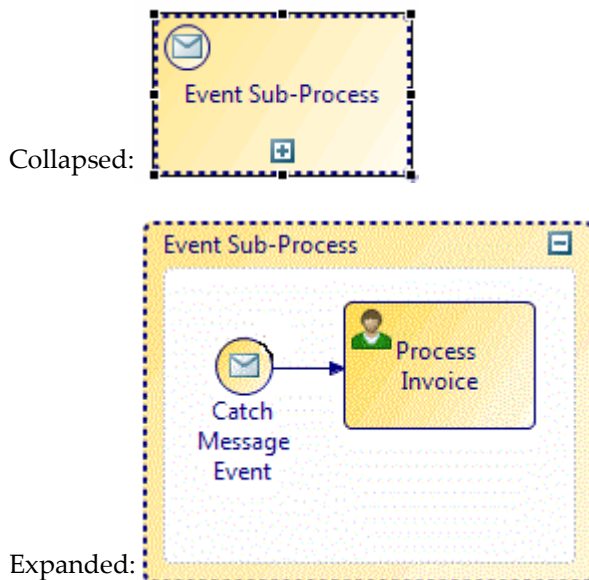 Event Sub-Process
Collapsed:
Event Sub-Process
Process
Invoice
Catch
Message
Event
Expanded: